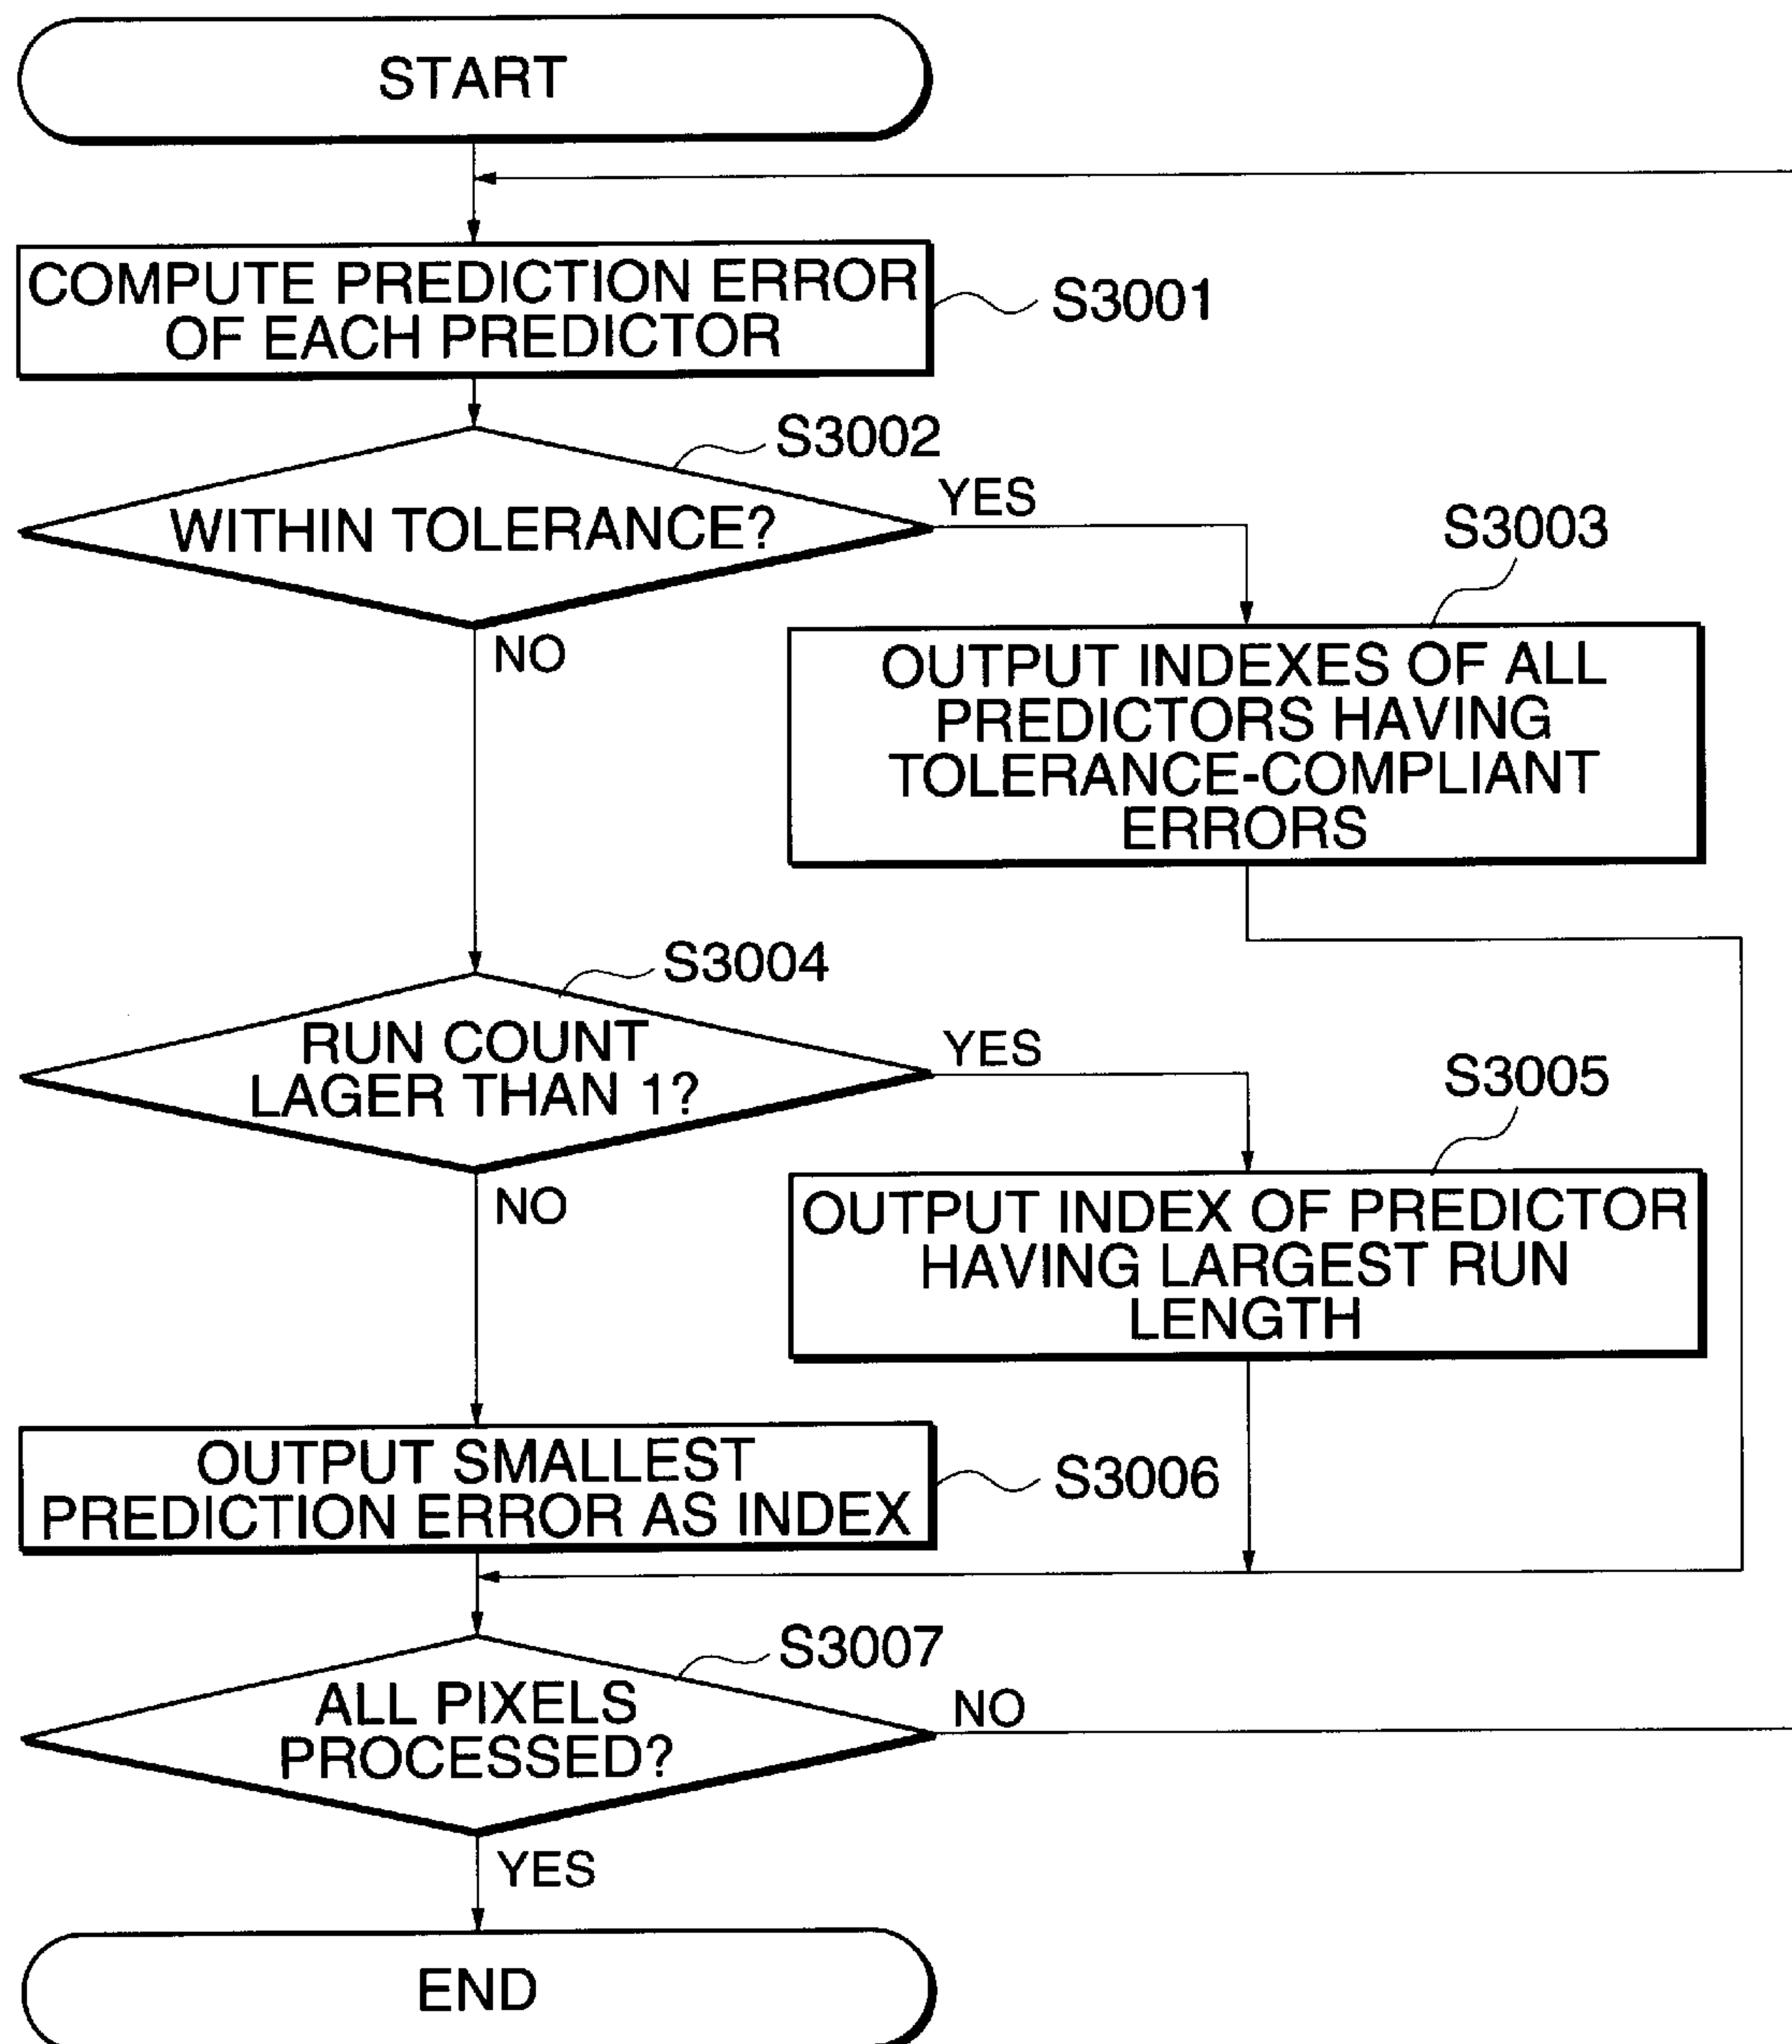 START
COMPUTE PREDICTION ERROR
OF EACH PREDICTOR
S3001
S3002
WITHIN TOLERANCE?
YES
NO
S3003
OUTPUT INDEXES OF ALL
PREDICTORS HAVING
TOLERANCE-COMPLIANT
ERRORS
S3004
RUN COUNT
LAGER THAN 1?
YES
NO
S3005
OUTPUT INDEX OF PREDICTOR
HAVING LARGEST RUN
LENGTH
OUTPUT SMALLEST
PREDICTION ERROR AS INDEX
S3006
S3007
ALL PIXELS
PROCESSED?
NO
YES
END